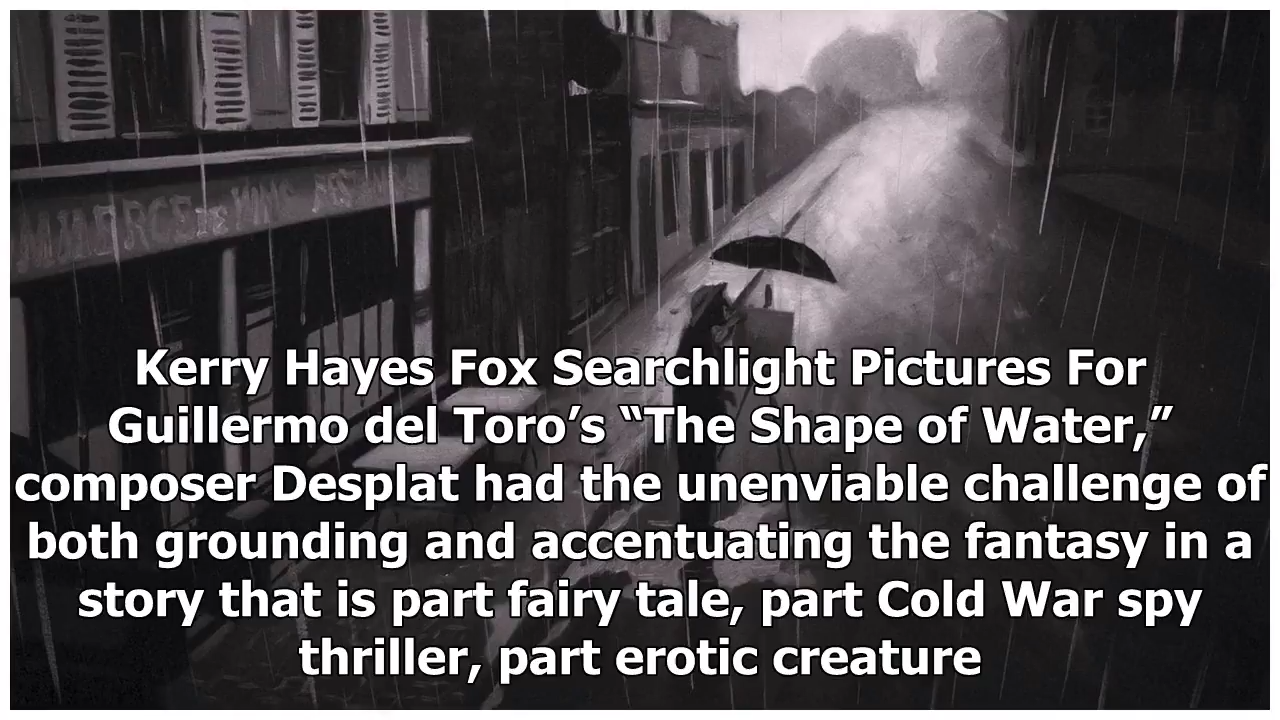 Kerry Hayes Fox Searchlight Pictures For
Guillermo del Toro’s “The Shape of Water,”
composer Desplat had the unenviable challenge of
both grounding and accentuating the fantasy in a
story that is part fairy tale, part Cold War spy
thriller, part erotic creature